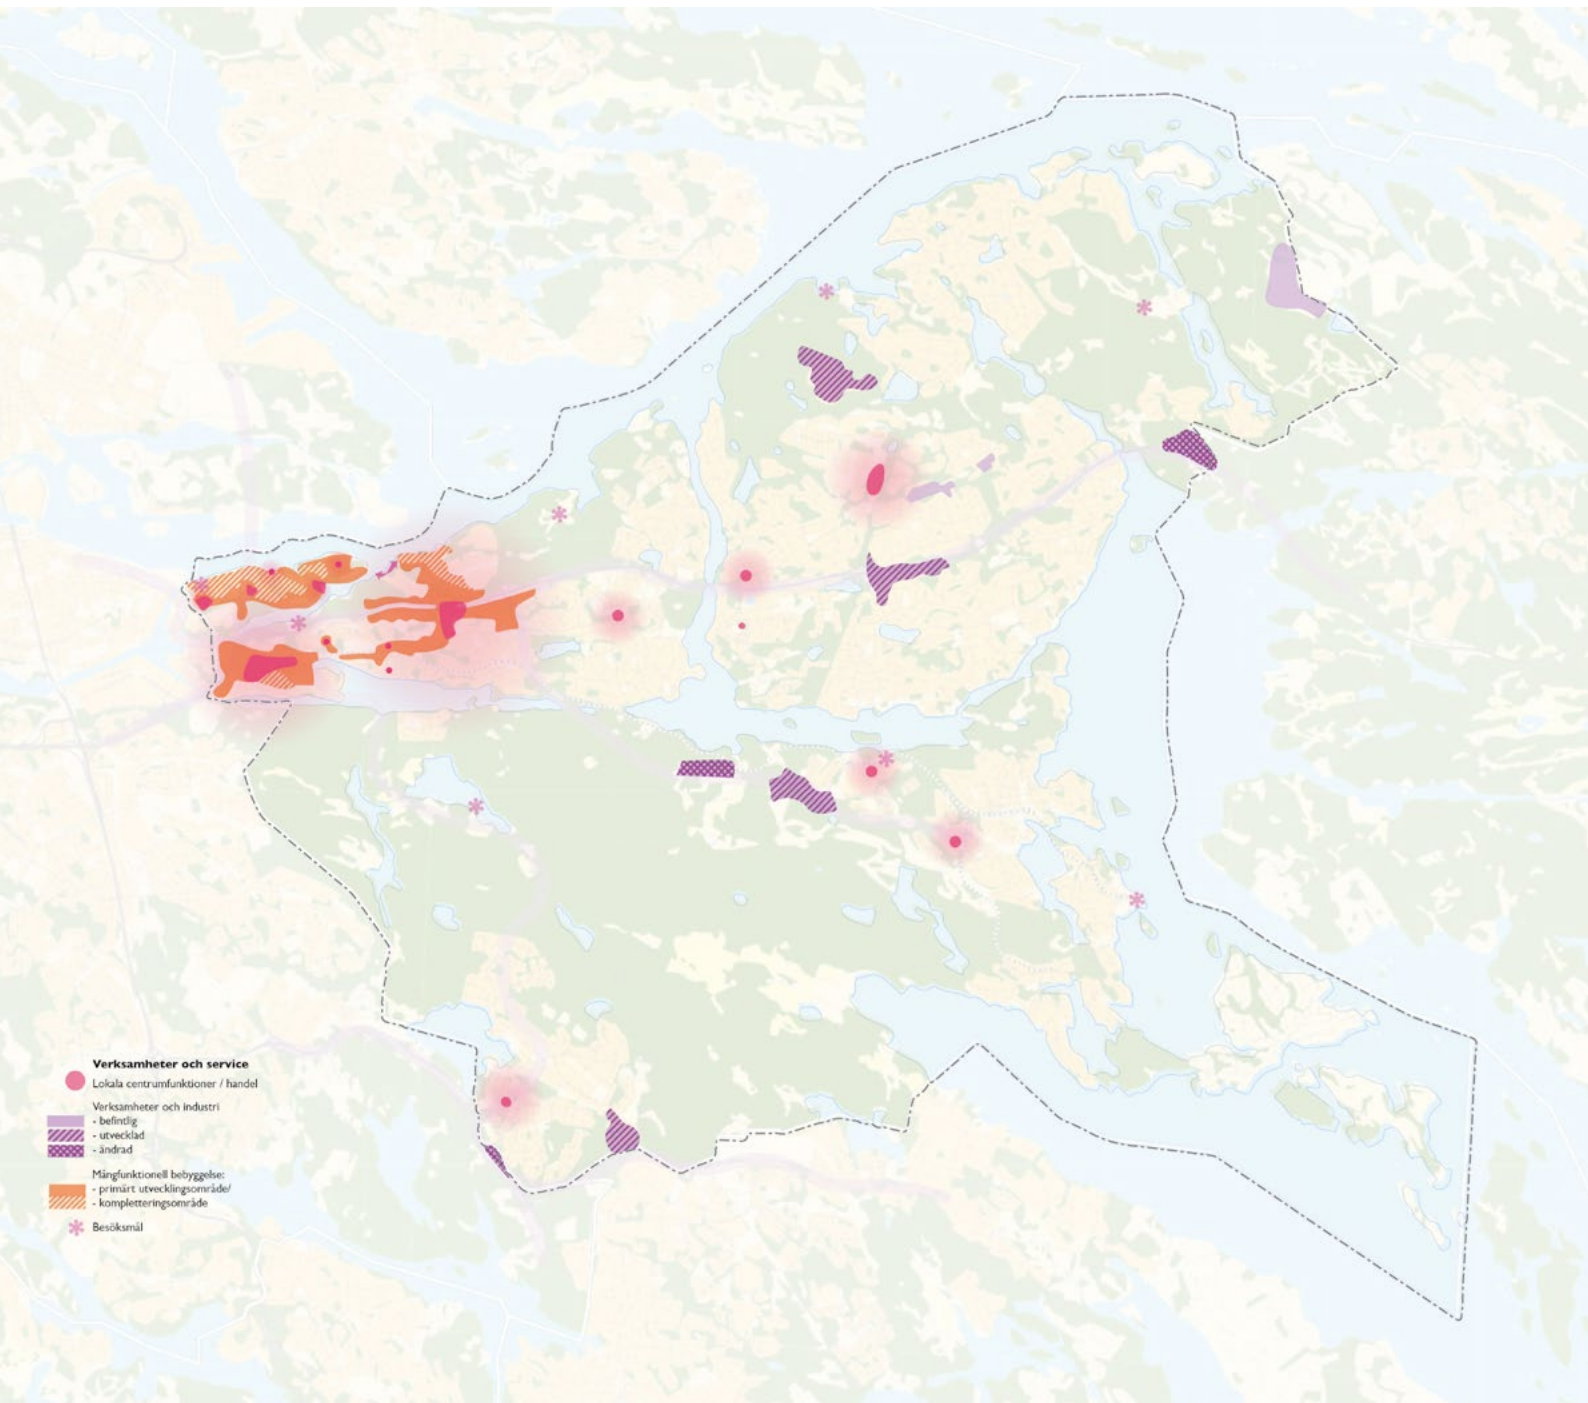 Verksamheter och service
Lokala centrumfunktioner / handel
Verksamheter och industri
- befintlig
- utvecklad
- ändrad
Mångfunktionell bebyggelse:
- primärt utvecklingsområde/
- kompletteringsområde
Besöksmål